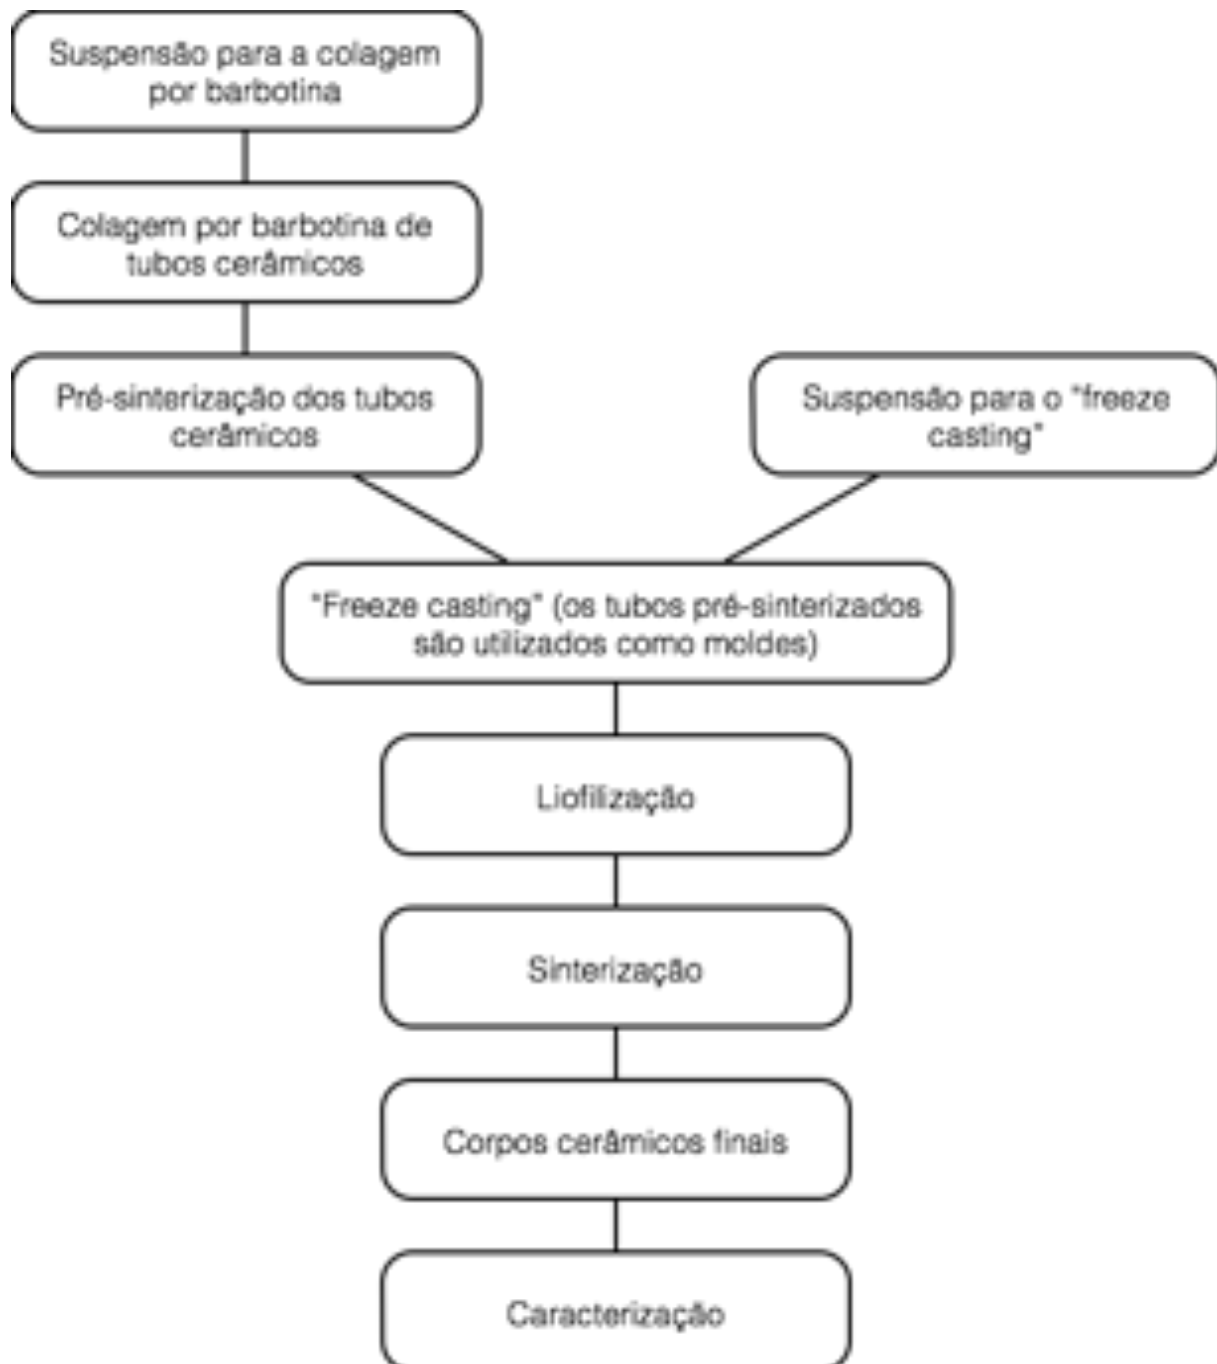 Suspensão para a colagem
por barbotina
Colagem por barbotina de
tubos cerâmicos
Pré-sinterização dos tubos
cerâmicos
Suspensão para o "freeze
casting"
"Freeze casting" (os tubos pré-sinterizados
são utilizados como moldes)
Liofilização
Sinterização
Corpos cerâmicos finais
Caracterização